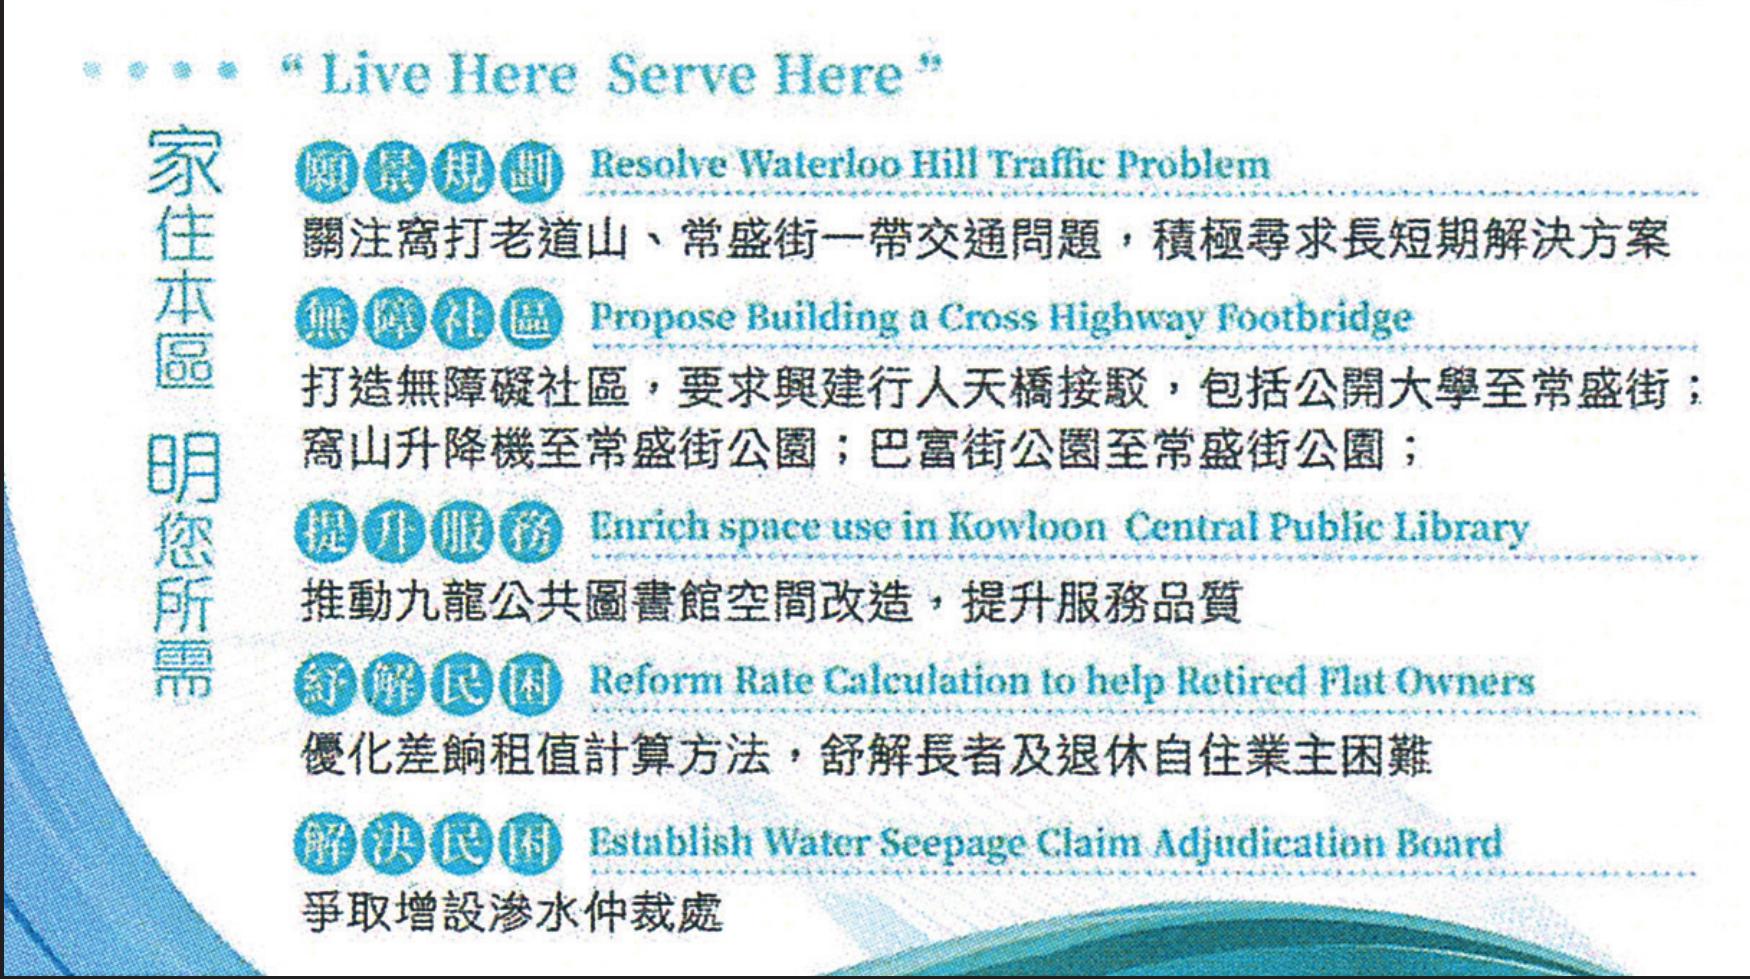 “ Live Here Serve Here ”
家住本區 明您所需
願景規劃 Resolve Waterloo Hill Traffic Problem
關注窩打老道山、常盛街一帶交通問題，積極尋求長短期解決方案
無障社區 Propose Building a Cross Highway Footbridge
打造無障礙社區，要求興建行人天橋接駁，包括公開大學至常盛街；
窩山升降機至常盛街公園；巴富街公園至常盛街公園；
提升服務 Enrich space use in Kowloon Central Public Library
推動九龍公共圖書館空間改造，提升服務品質
紓解民困 Reform Rate Calculation to help Retired Flat Owners
優化差餉租值計算方法，舒解長者及退休自住業主困難
解決民困 Establish Water Seepage Claim Adjudication Board
爭取增設滲水仲裁處